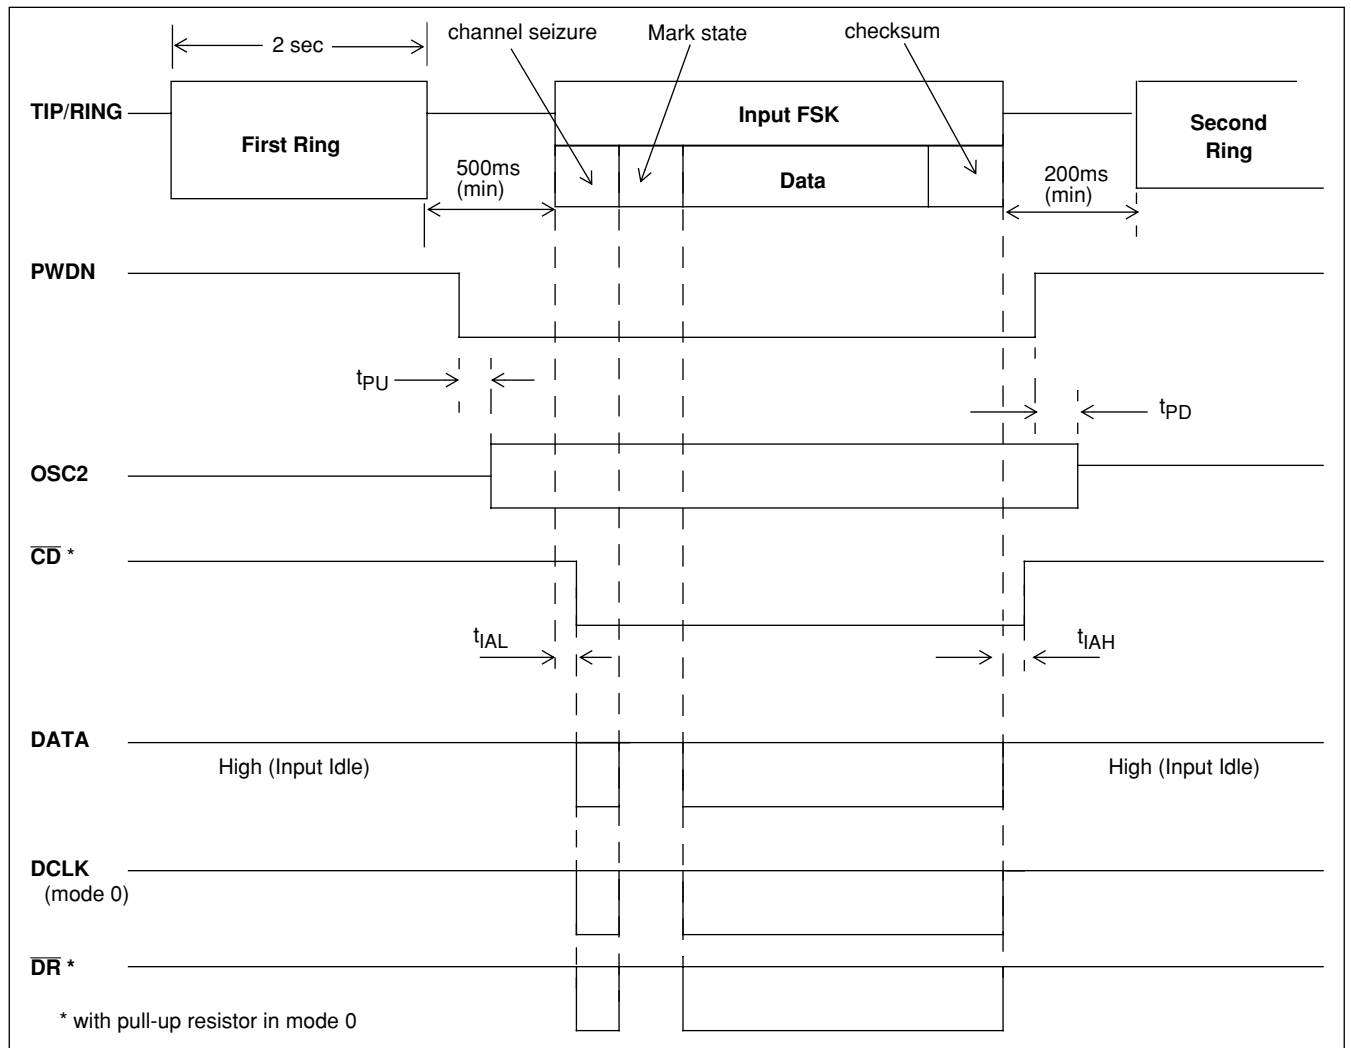 channel seizure
Mark state
checksum
2 sec
TIP/RING
First Ring
Input FSK
Second
Ring
500ms
(min)
Data
200ms
(min)
PWDN
tPU
tPD
OSC2
CD *
tIAL
tIAH
DATA
High (Input Idle)
High (Input Idle)
DCLK
(mode 0)
DR *
* with pull-up resistor in mode 0